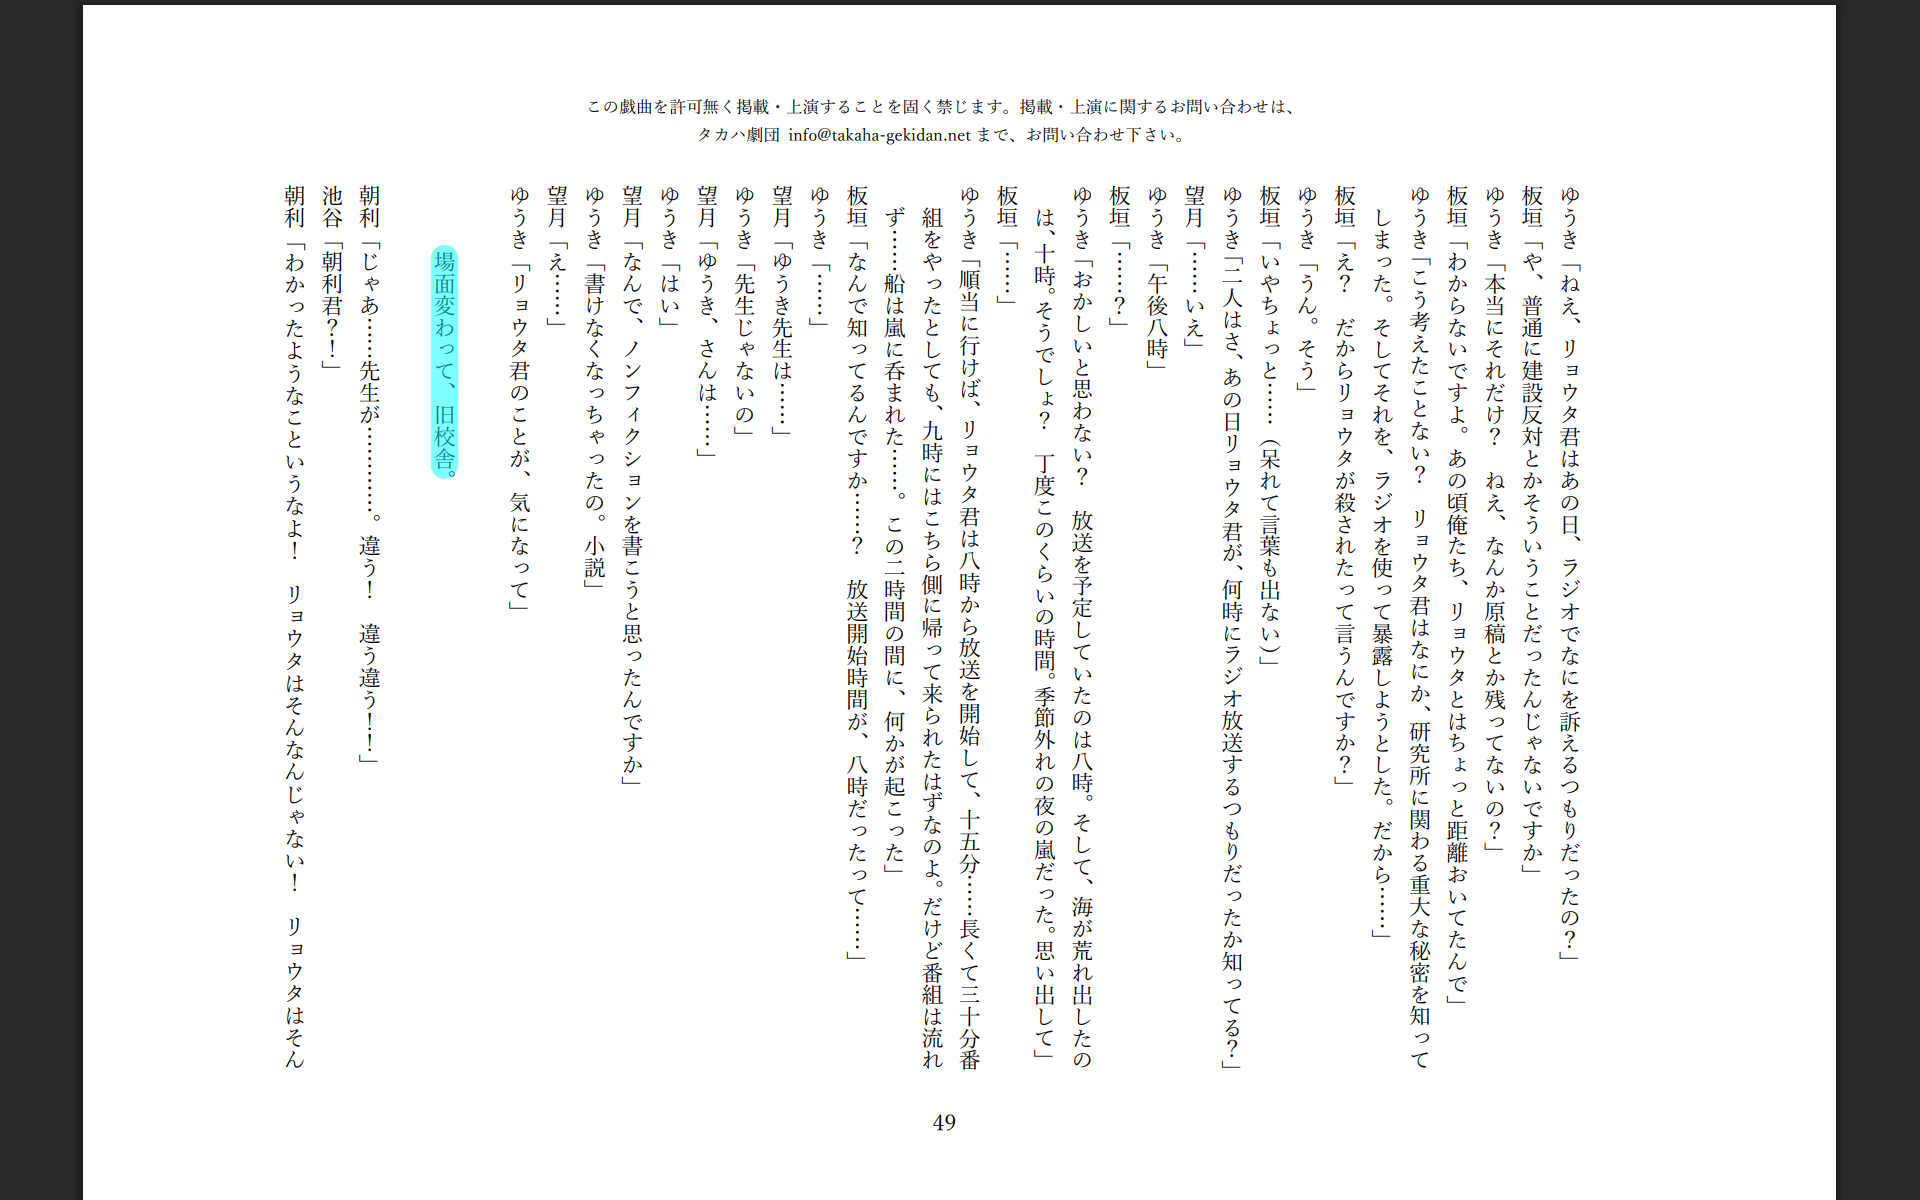 この戯曲を許可無く掲載・上演することを固く禁じます。掲載・上演に関するお問い合わせは、
タカハ劇団 info@takaha-gekidan.net まで、お問い合わせ下さい。
ゆうき「ねえ、リョウタ君はあの日、ラジオでなにを訴えるつもりだったの？」
板垣「や、普通に建設反対とかそういうことだったんじゃないですか」
ゆうき「本当にそれだけ？　ねえ、なんか原稿とか残ってないの？」
板垣「わからないですよ。あの頃俺たち、リョウタとはちょっと距離おいてたんで」
ゆうき「こう考えたことない？　リョウタ君はなにか、研究所に関わる重大な秘密を知って
しまった。そしてそれを、ラジオを使って暴露しようとした。だから……」
板垣「え？　だからリョウタが殺されたって言うんですか？」
ゆうき「うん。そう」
板垣「いやちょっと……（呆れて言葉も出ない）」
ゆうき「二人はさ、あの日リョウタ君が、何時にラジオ放送するつもりだったか知ってる？」
望月「……いえ」
ゆうき「午後八時」
板垣「……？」
ゆうき「おかしいと思わない？　放送を予定していたのは八時。そして、海が荒れ出したの
は、十時。そうでしょ？　丁度このくらいの時間。季節外れの夜の嵐だった。思い出して」
板垣「……」
ゆうき「順当に行けば、リョウタ君は八時から放送を開始して、十五分……長くて三十分番
組をやったとしても、九時にはこちら側に帰って来られたはずなのよ。だけど番組は流れ
ず……船は嵐に呑まれた……。この二時間の間に、何かが起こった」
板垣「なんで知ってるんですか……？　放送開始時間が、八時だったって……」
ゆうき「……」
望月「ゆうき先生は……」
ゆうき「先生じゃないの」
望月「ゆうき、さんは……」
ゆうき「はい」
望月「なんで、ノンフィクションを書こうと思ったんですか」
ゆうき「書けなくなっちゃったの。小説」
望月「え……」
ゆうき「リョウタ君のことが、気になって」
場面変わって、旧校舎。
朝利「じゃあ……先生が…………。違う！　違う違う！！」
池谷「朝利君？！」
朝利「わかったようなこというなよ！　リョウタはそんなんじゃない！　リョウタはそん
49